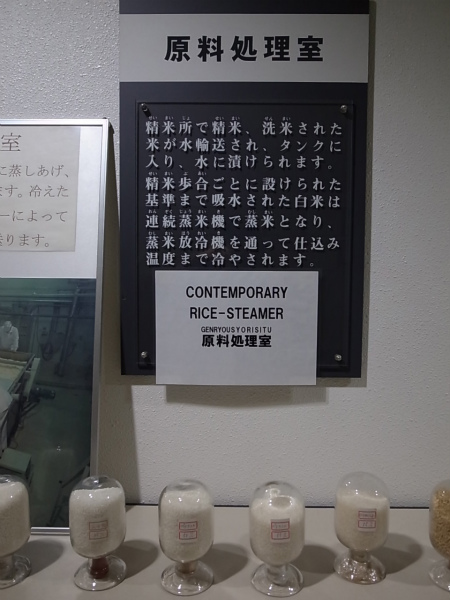 原料処理室
精米所で精米、洗米された
米が水輸送され、タンクに
入り、水に漬けられます。
精米歩合ごとに設けられた
基準まで吸水された白米は
連続蒸米機で蒸米となり、
蒸米放冷機を通って仕込み
温度まで冷やされます。
CONTEMPORARY
RICE-STEAMER
GENRYOUSYORISITU
原料処理室
室
に蒸しあげ、
ます。冷えた
ーによって
送ります。